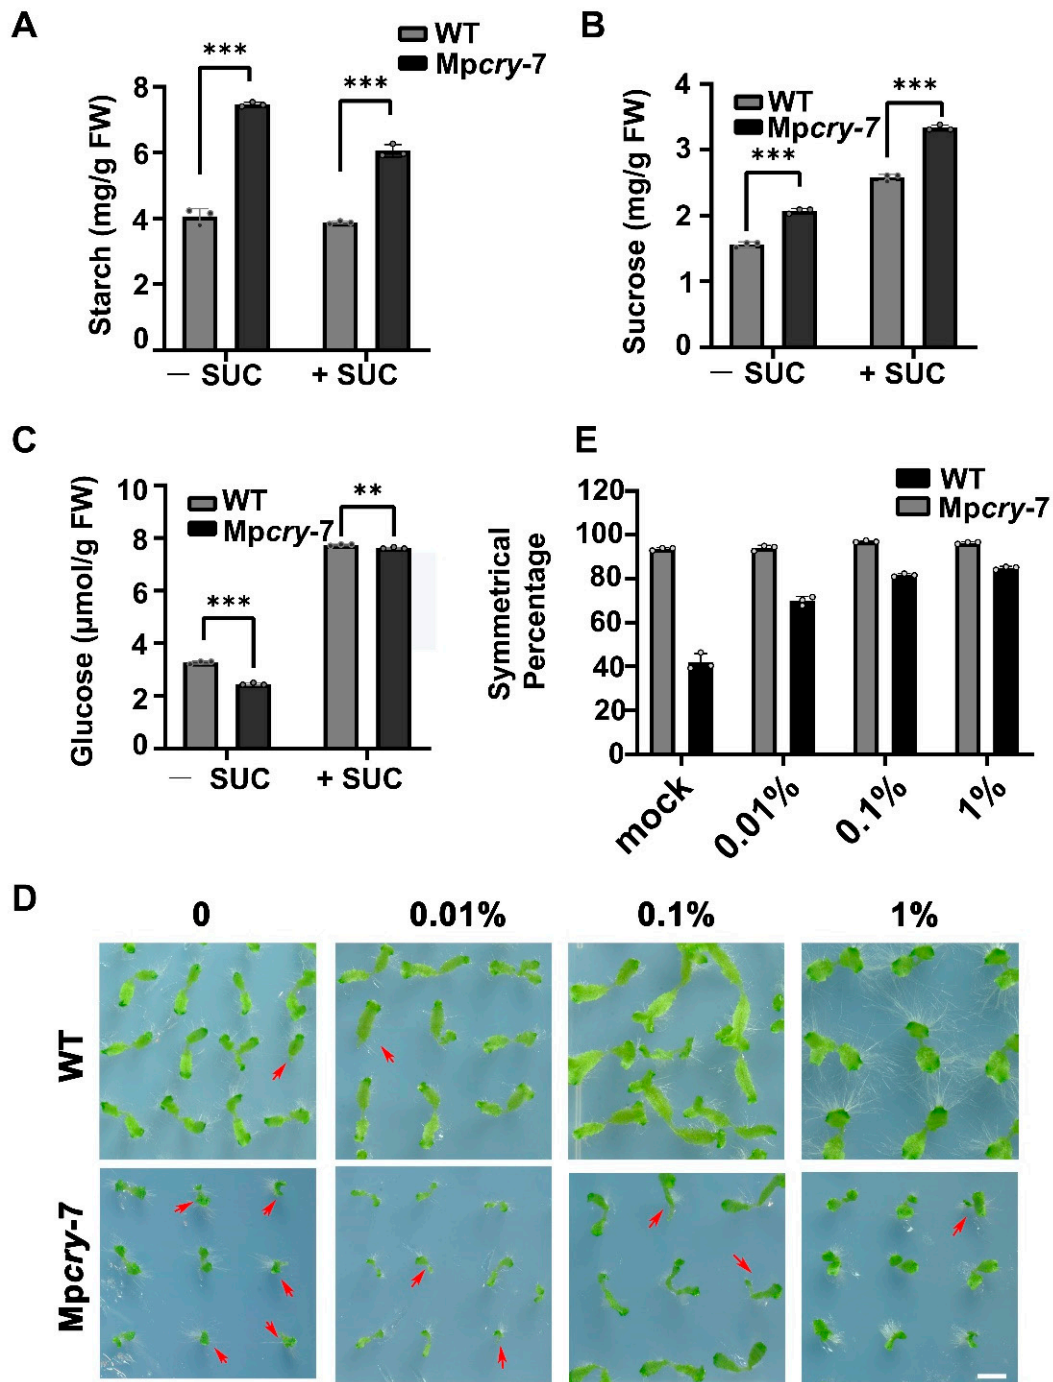 A
WT
Mpcry-7
***
***
Starch (mg/g FW)
8
6
4
2
0
— SUC
+ SUC
B
WT
Mpcry-7
***
***
Sucrose (mg/g FW)
4
3
2
1
0
— SUC
+ SUC
C
WT
Mpcry-7
***
**
Glucose (μmol/g FW)
10
8
6
4
2
0
— SUC
+ SUC
E
WT
Mpcry-7
Symmetrical
Percentage
120
100
80
60
40
20
0
mock
0.01%
0.1%
1%
D
0
0.01%
0.1%
1%
WT
Mpcry-7